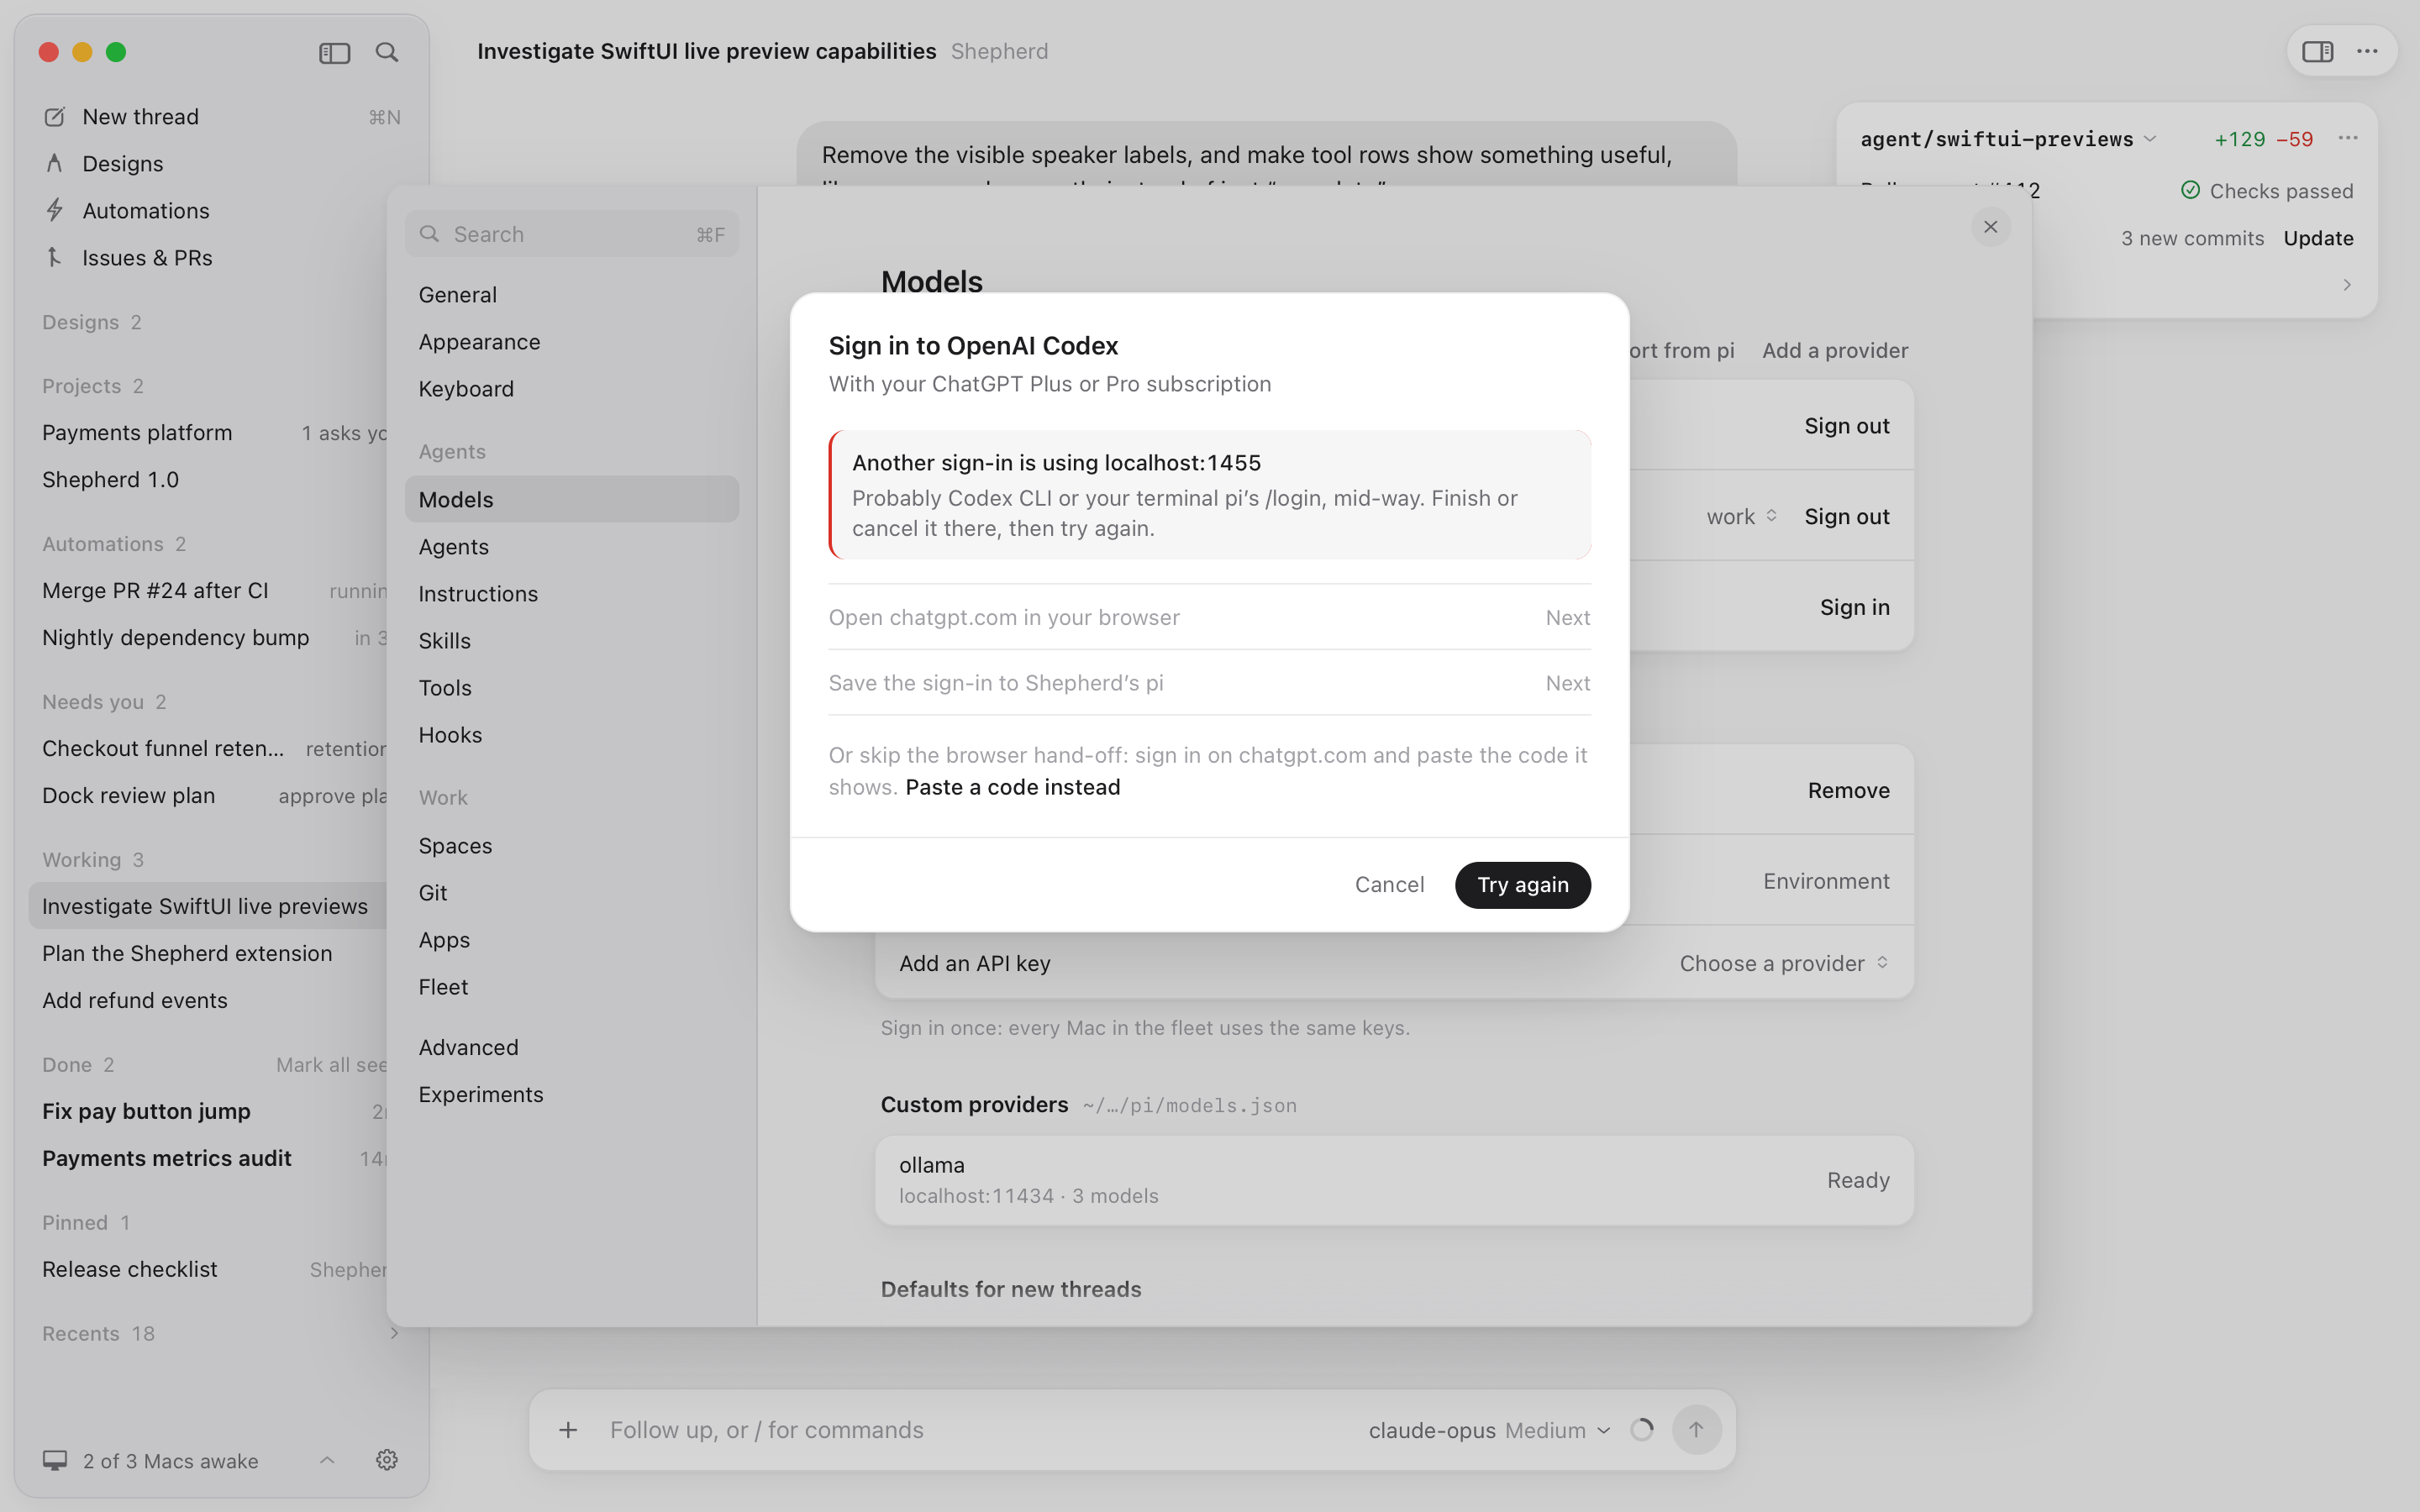 Investigate SwiftUI live preview capabilities Shepherd
New thread ⌘N
Designs
Automations
Issues & PRs
Designs 2
Projects 2
Payments platform 1 asks
Shepherd 1.0
Automations 2
Merge PR #24 after CI
Nightly dependency bump in
Needs you 2
Checkout funnel reten…
Dock review plan approve
Working 3
Investigate SwiftUI live previews
Plan the Shepherd extension
Add refund events
Done 2 Mark all
Fix pay button jump
Payments metrics audit
Pinned 1
Release checklist
Recents 18
2 of 3 Macs awake
Remove the visible speaker labels, and make tool rows show something useful,
agent/swiftui-previews +129 −59
Checks passed
3 new commits Update
Search ⌘F
General
Appearance
Keyboard
Agents
Models
Agents
Instructions
Skills
Tools
Hooks
Work
Spaces
Git
Apps
Fleet
Advanced
Experiments
Models
from pi Add a provider
Sign out
work Sign out
Sign in
Remove
Environment
Add an API key Choose a provider
Sign in once: every Mac in the fleet uses the same keys.
Custom providers ~/…/pi/models.json
ollama
localhost:11434 · 3 models
Ready
Defaults for new threads
Sign in to OpenAI Codex
With your ChatGPT Plus or Pro subscription
Another sign-in is using localhost:1455
Probably Codex CLI or your terminal pi’s /login, mid-way. Finish or
cancel it there, then try again.
Open chatgpt.com in your browser Next
Save the sign-in to Shepherd’s pi Next
Or skip the browser hand-off: sign in on chatgpt.com and paste the code it
shows. Paste a code instead
Cancel Try again
Follow up, or / for commands
claude-opus Medium